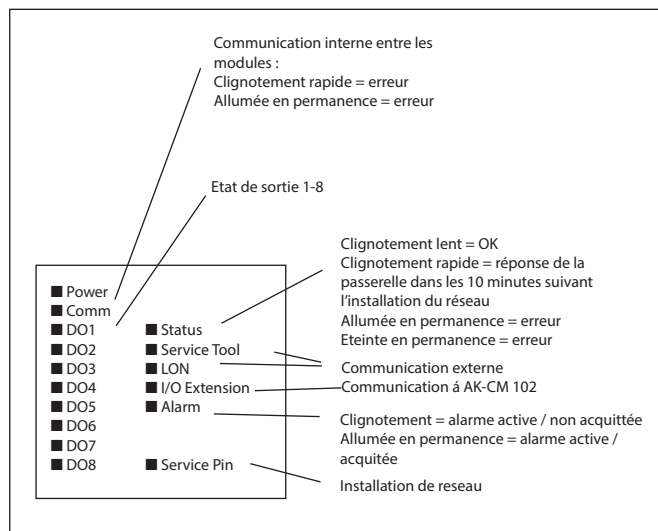 Communication interne entre les
modules :
Clignotement rapide = erreur
Allumée en permanence = erreur
Etat de sortie 1-8
Clignotement lent = OK
Clignotement rapide = réponse de la
passerelle dans les 10 minutes suivant
l'installation du réseau
Allumée en permanence = erreur
Eteinte en permanence = erreur
Communication externe
Communication á AK-CM 102
Clignotement = alarme active / non acquittée
Allumée en permanence = alarme active /
acquitée
Installation de reseau
Power
Comm
DO1
DO2
DO3
DO4
DO5
DO6
DO7
DO8
Status
Service Tool
LON
I/O Extension
Alarm
Service Pin